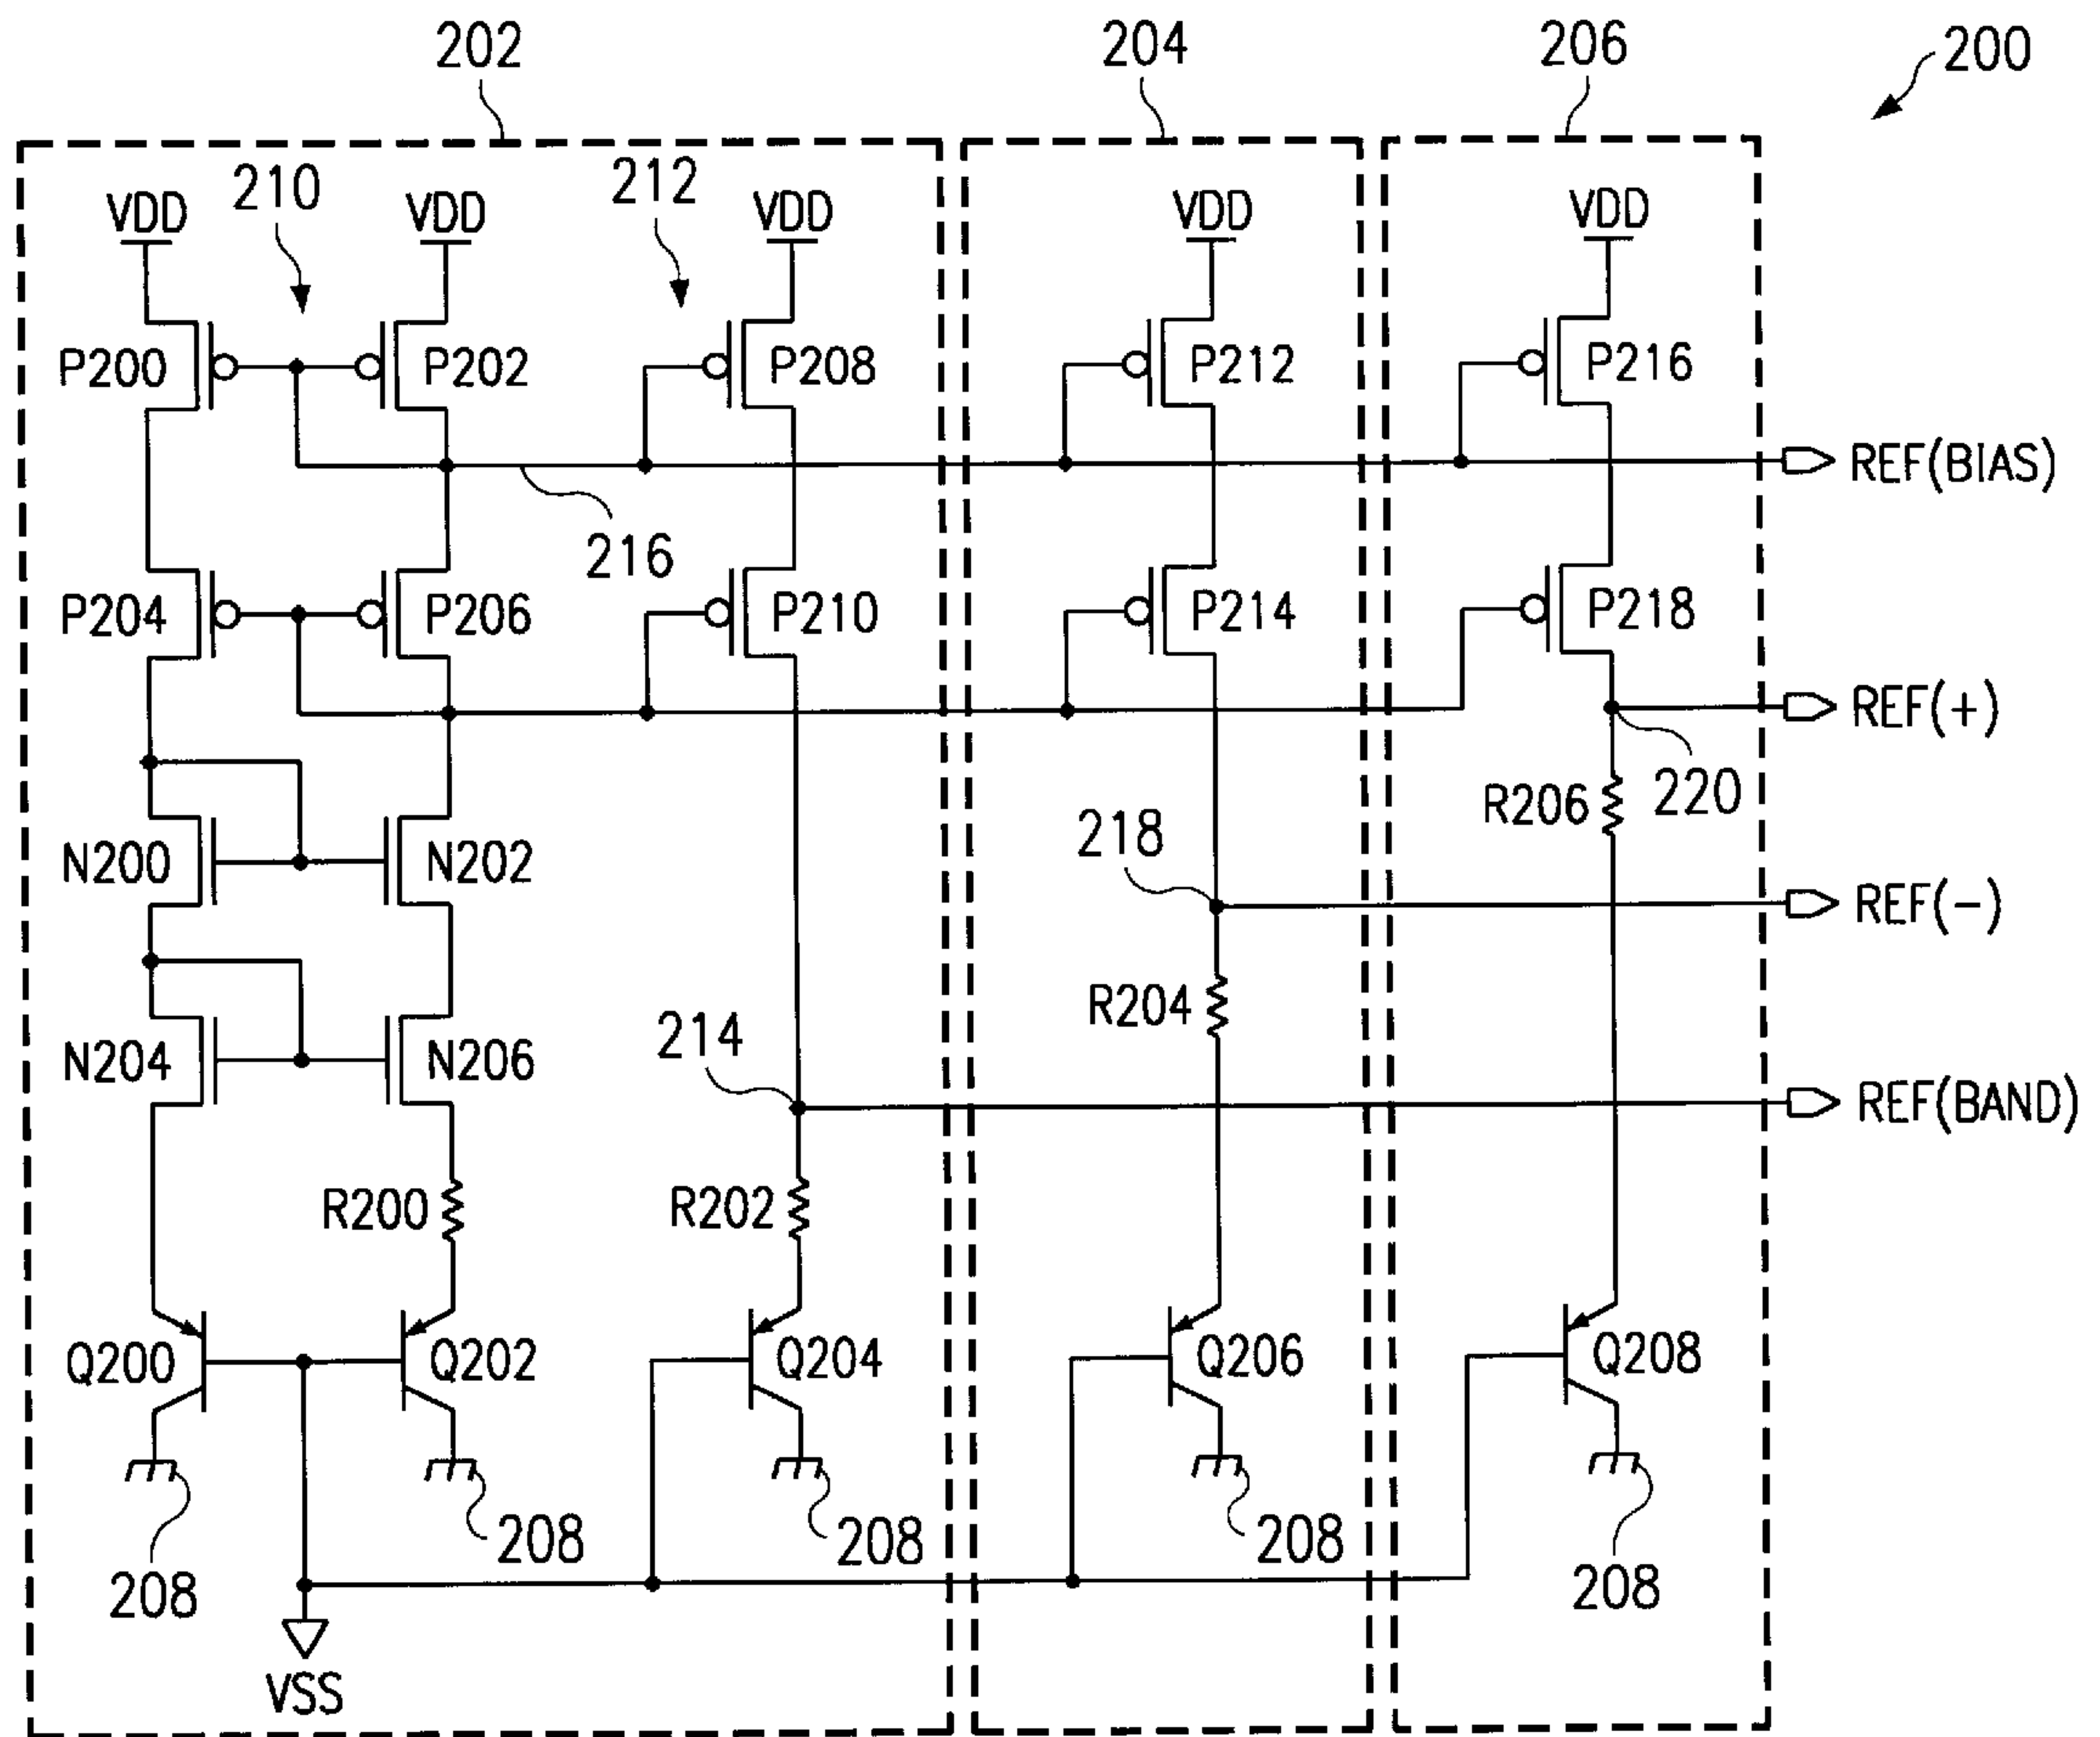 202
204
206
200
210
212
VDD
VDD
VDD
VDD
VDD
P200
P202
P208
P212
P216
REF(BIAS)
216
P204
P206
P210
P214
P218
REF(+)
220
R206
218
N200
N202
REF(-)
R204
214
N204
N206
REF(BAND)
R200
R202
Q200
Q202
Q204
Q206
Q208
208
208
208
208
208
VSS